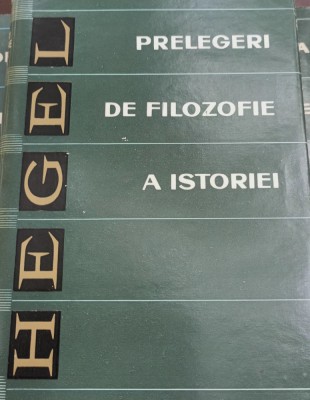 HEGEL
PRELEGERI
DE FILOZOFIE
A ISTORIEI